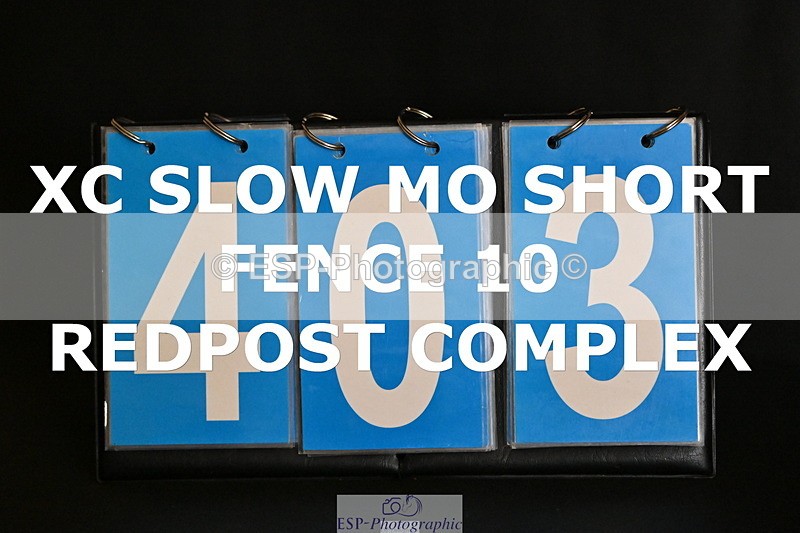 403
XC SLOW MO SHORT
FENCE 10
© ESP-Photographic ©
REDPOST COMPLEX
ESP-Photographic